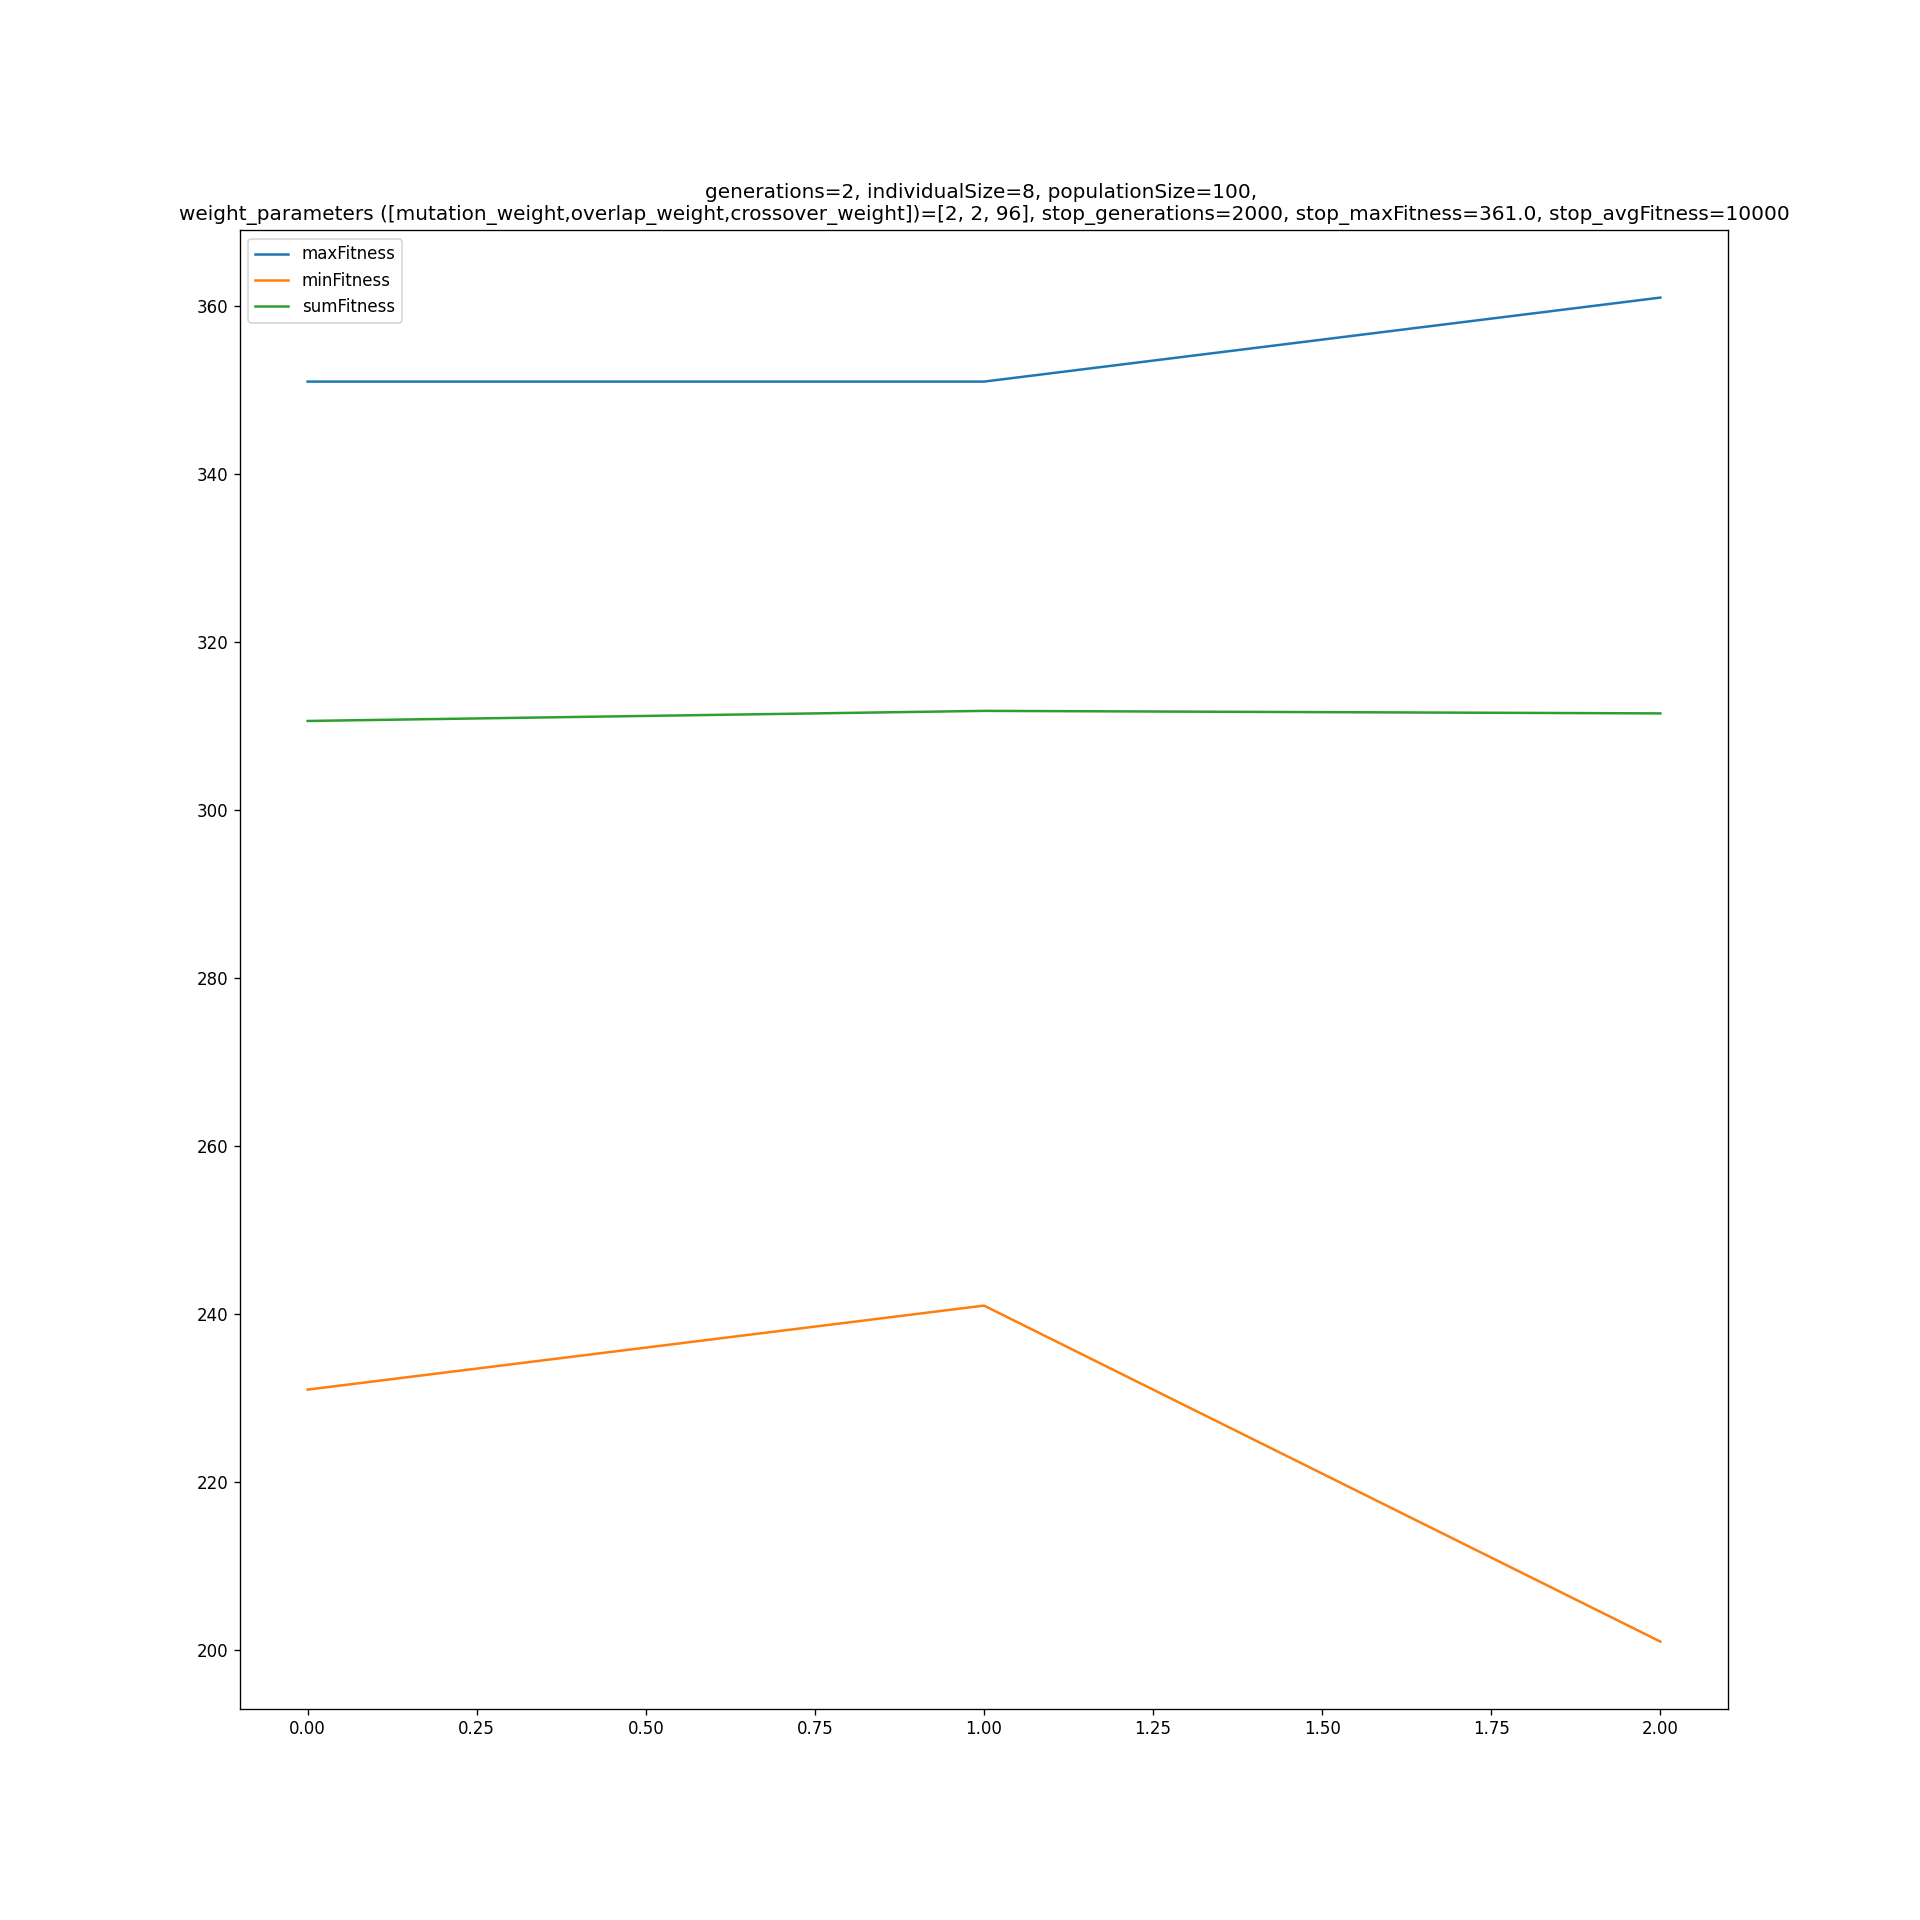 generations=2, individualSize=8, populationSize=100,
weight_parameters ([mutation_weight,overlap_weight,crossover_weight])=[2, 2, 96], stop_generations=2000, stop_maxFitness=361.0, stop_avgFitness=10000
maxFitness
minFitness
sumFitness
360
340
320
300
280
260
240
220
200
0.00 0.25 0.50 0.75 1.00 1.25 1.50 1.75 2.00